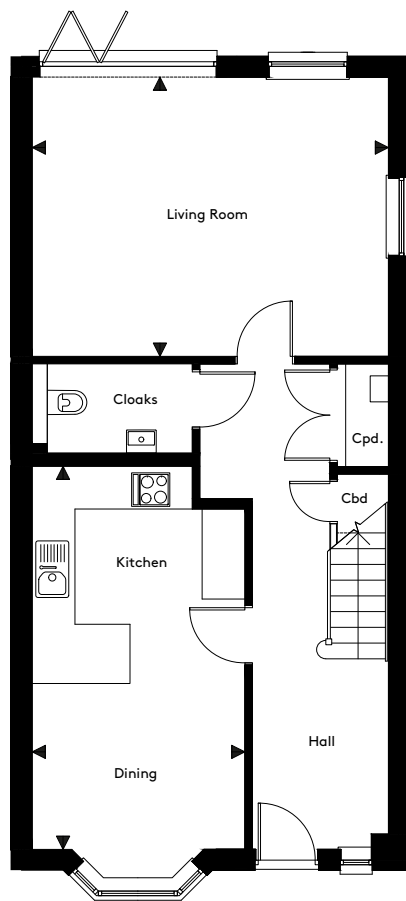 Living Room
Cloaks
Cpd.
Cbd
Kitchen
Hall
Dining